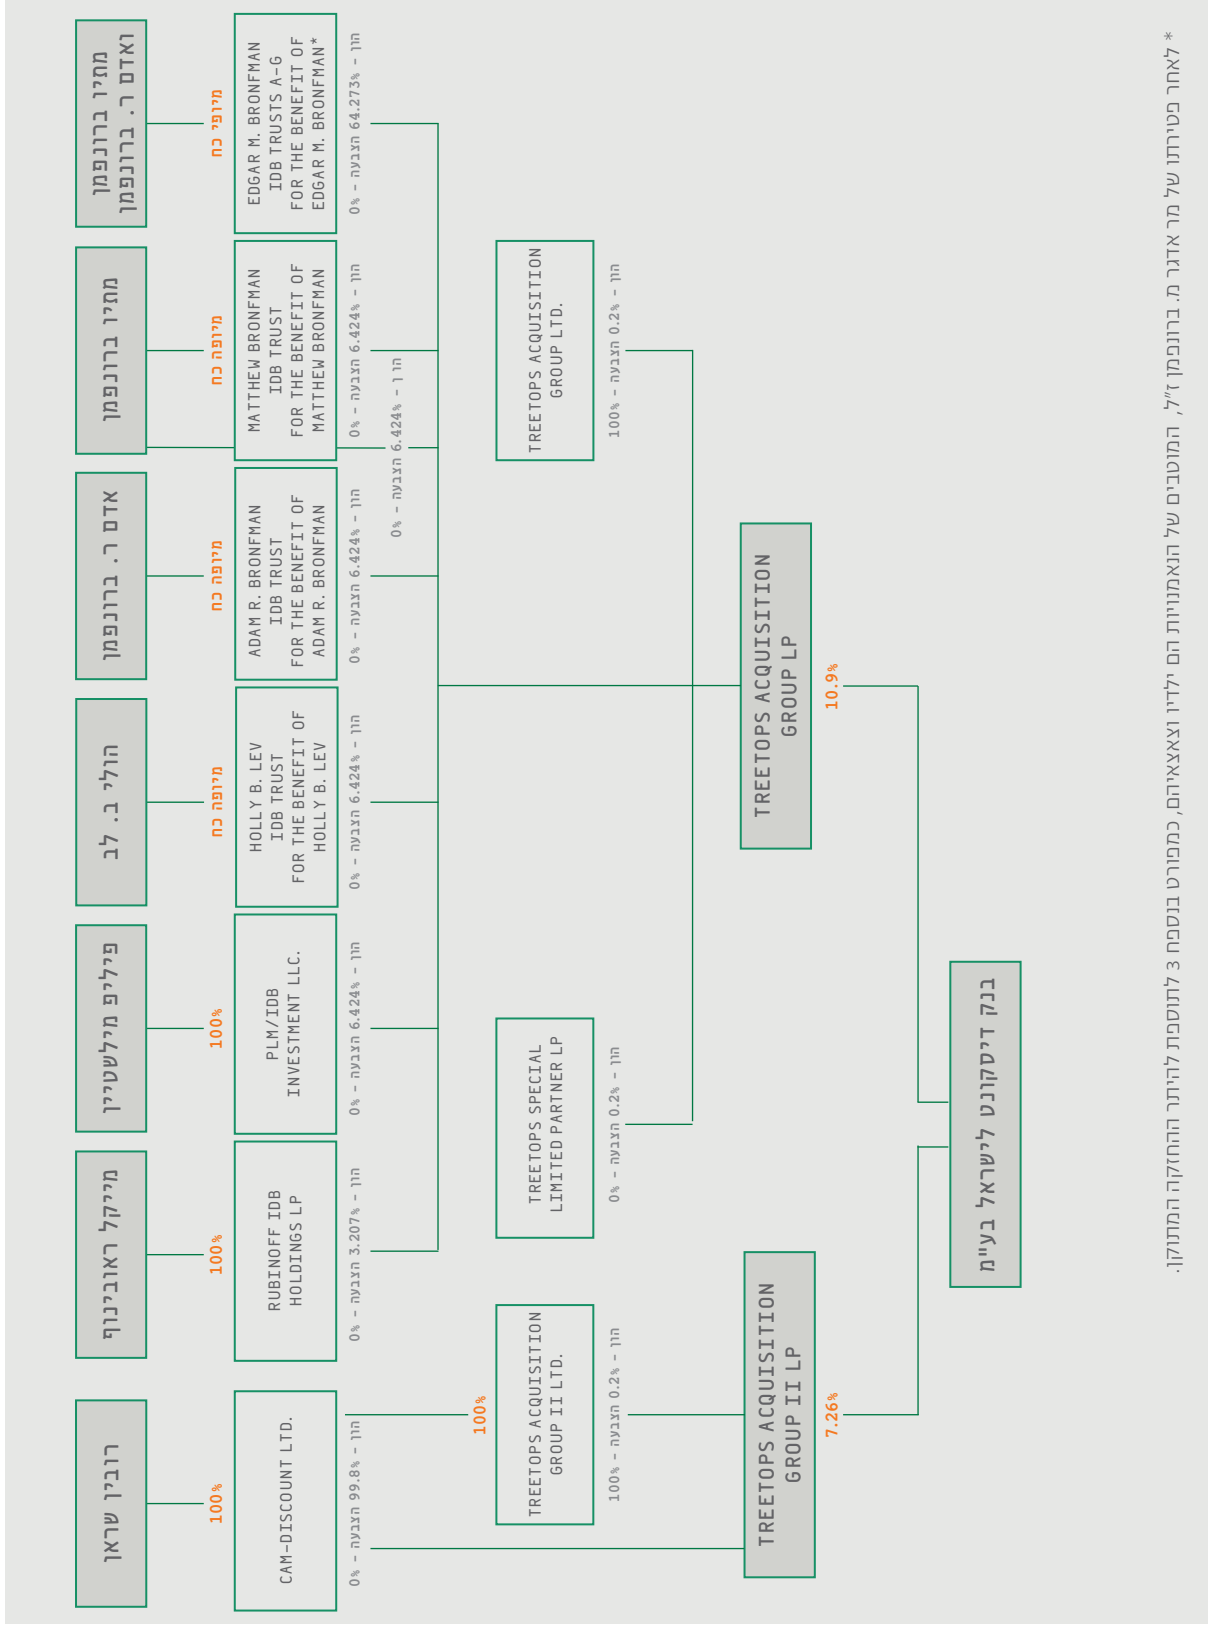 רובין שראן
מייקל ראובינוף
פיליפ מילשטיין
הולי ב. לב
אדם ר. ברונפמן
מתיו ברונפמן
מתיו ברונפמן
ואדם ר. ברונפמן
100%
100%
100%
מיופה כח
מיופה כח
מיופה כח
מיופי כח
CAM-DISCOUNT LTD.
RUBINOFF IDB
HOLDINGS LP
PLM/IDB
INVESTMENT LLC.
HOLLY B. LEV
IDB TRUST
FOR THE BENEFIT OF
HOLLY B. LEV
ADAM R. BRONFMAN
IDB TRUST
FOR THE BENEFIT OF
ADAM R. BRONFMAN
MATTHEW BRONFMAN
IDB TRUST
FOR THE BENEFIT OF
MATTHEW BRONFMAN
EDGAR M. BRONFMAN
IDB TRUSTS A-G
FOR THE BENEFIT OF
EDGAR M. BRONFMAN*
הון - 99.8% הצבעה - 0%
הון - 3.207% הצבעה - 0%
הון - 6.424% הצבעה - 0%
הון - 6.424% הצבעה - 0%
הון - 6.424% הצבעה - 0%
הון - 6.424% הצבעה - 0%
הון - 64.273% הצבעה - 0%
הון - 6.424% הצבעה - 0%
100%
TREETOPS ACQUISITION
GROUP II LTD.
TREETOPS SPECIAL
LIMITED PARTNER LP
TREETOPS ACQUISITION
GROUP LTD.
הון - 0.2% הצבעה - 100%
הון - 0.2% הצבעה - 0%
הון - 0.2% הצבעה - 100%
TREETOPS ACQUISITION
GROUP II LP
TREETOPS ACQUISITION
GROUP LP
7.26%
10.9%
בנק דיסקונט לישראל בע"מ
* לאחר פטירתו של מר אדגר מ. ברונפמן ז"ל, המוטבים של הנאמנויות הם ילדיו וצאצאיהם, כמפורט בנספח 3 לתוספת להיתר ההחזקה המתוקן.